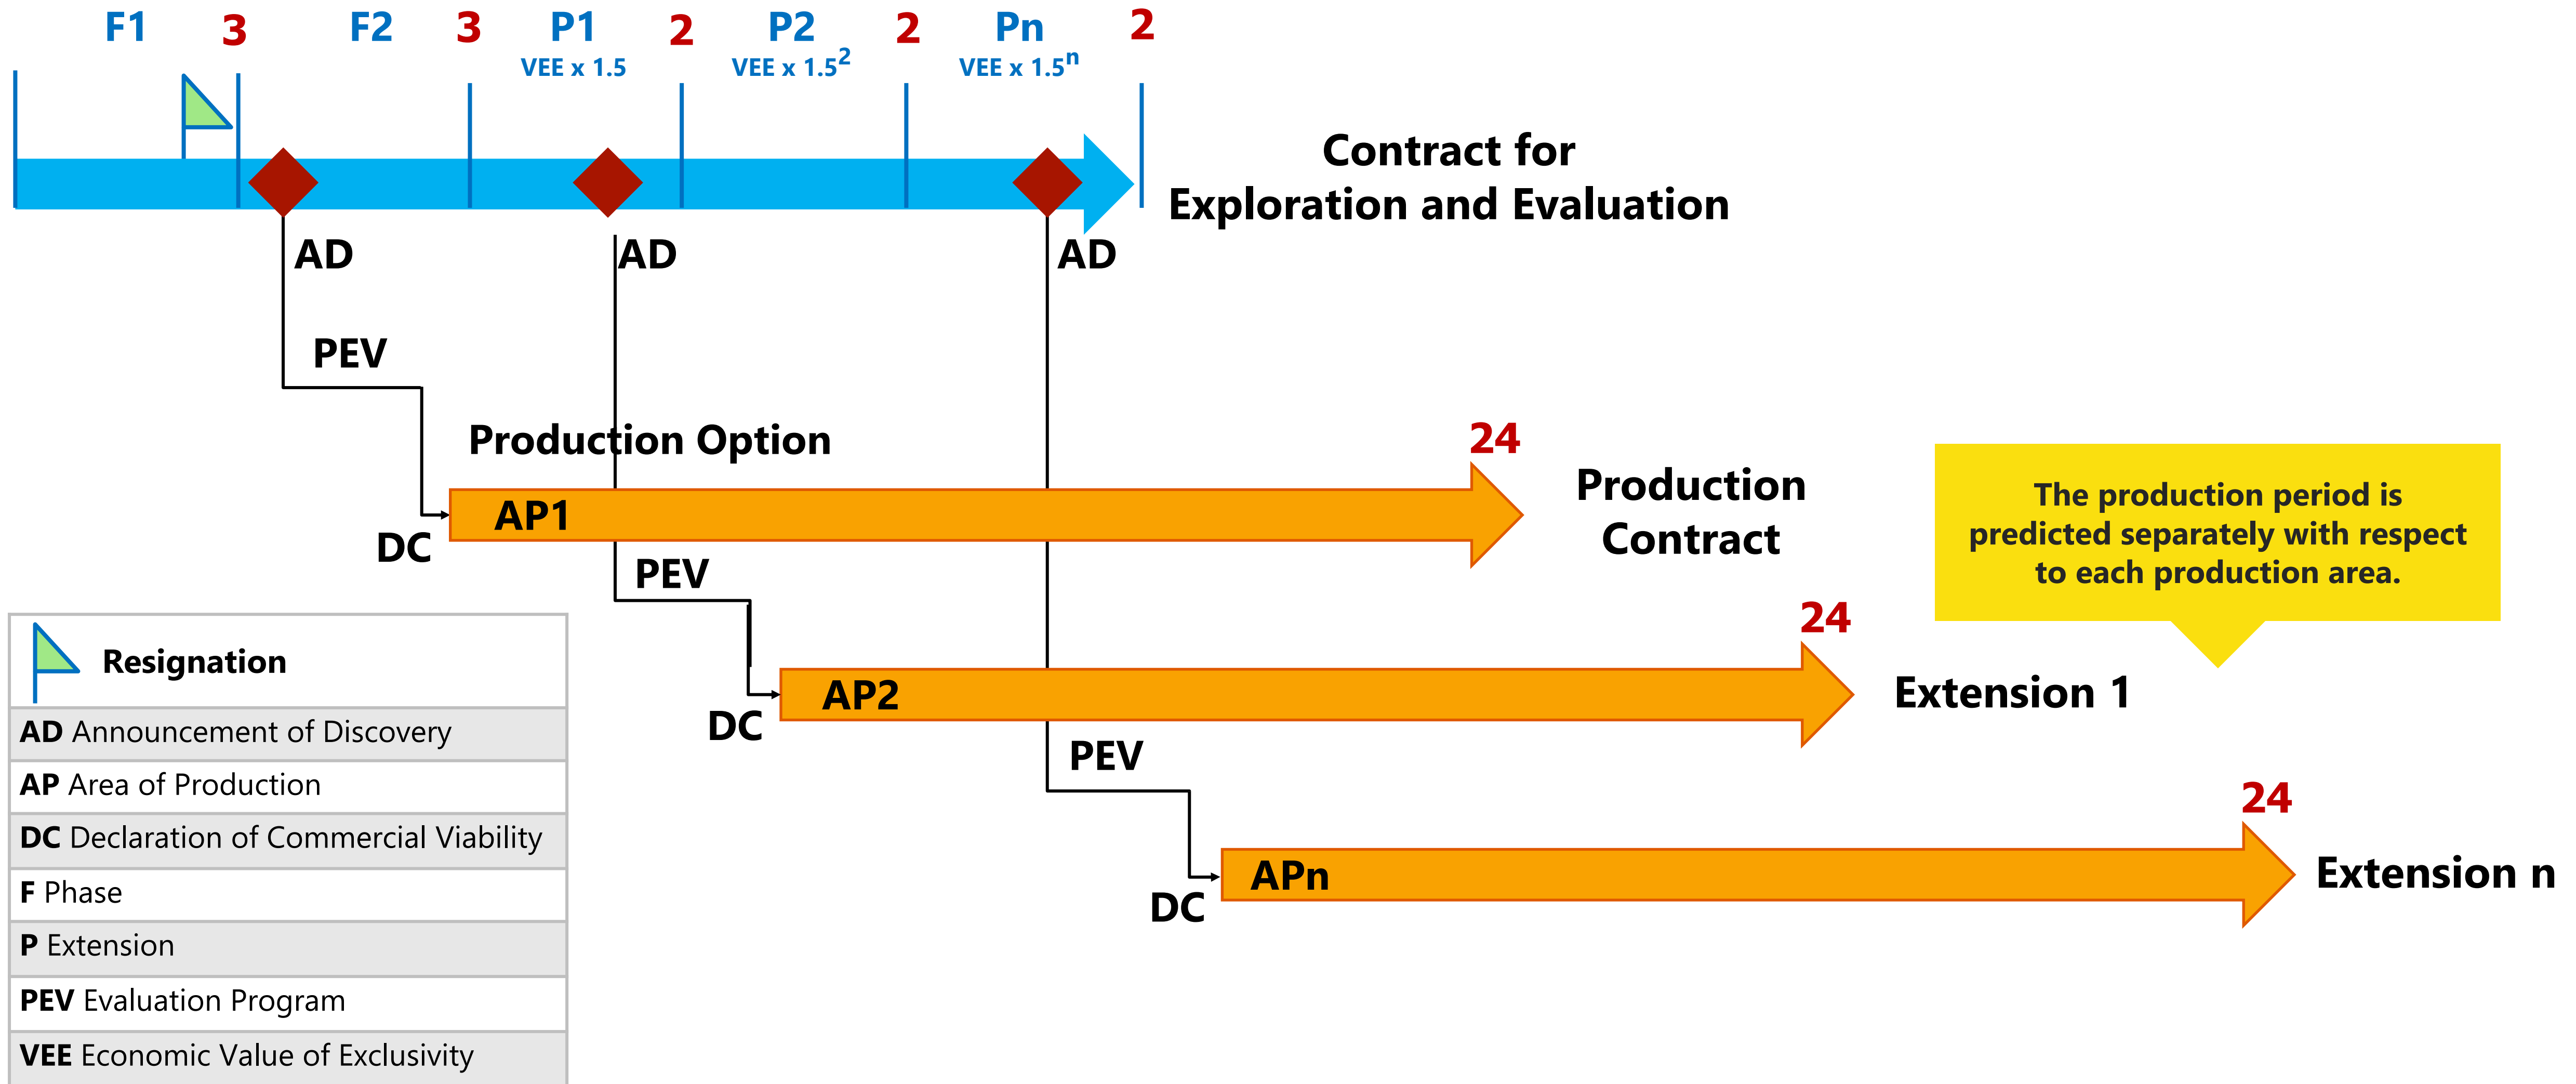 F1 3 F2 3 P1 2 P2 2 Pn 2
VEE x 1.5 VEE x 1.5² VEE x 1.5ⁿ
Contract for
Exploration and Evaluation
AD AD AD
PEV
Production Option
24
AP1
Production
Contract
DC
The production period is
predicted separately with respect
to each production area.
PEV
24
AP2
Extension 1
DC
PEV
24
APn
Extension n
DC
Resignation
AD Announcement of Discovery
AP Area of Production
DC Declaration of Commercial Viability
F Phase
P Extension
PEV Evaluation Program
VEE Economic Value of Exclusivity